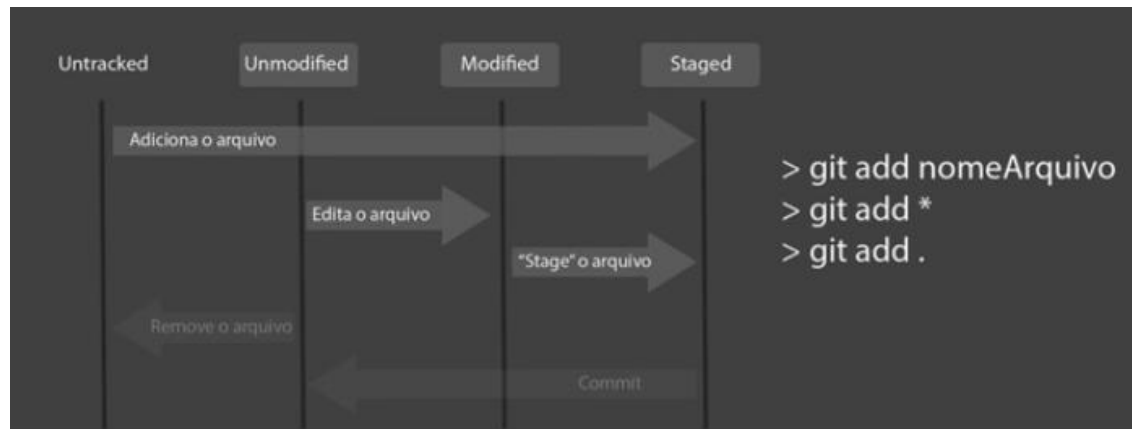 Untracked
Unmodified
Modified
Staged
Adiciona o arquivo
Edita o arquivo
"Stage" o arquivo
Remove o arquivo
Commit
> git add nomeArquivo
> git add *
> git add .